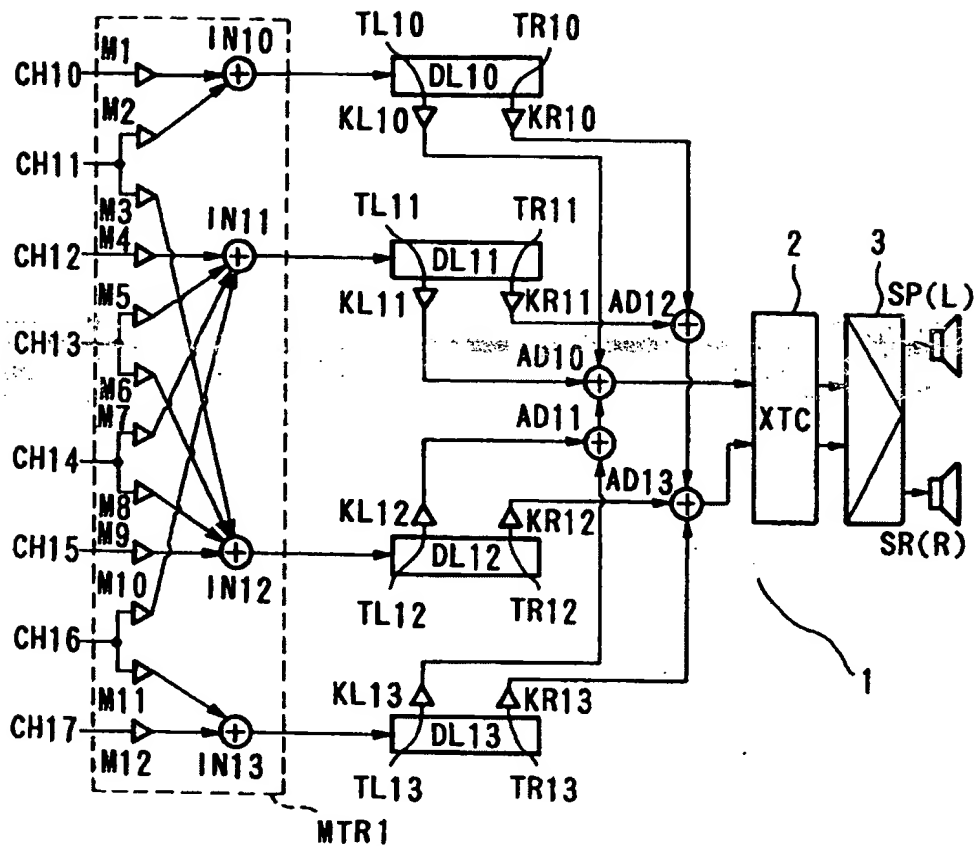 TL10 TR10
IN10
M1
CH10
DL10
M2
KL10 KR10
CH11
M3
TL11 TR11
IN11
M4
CH12
DL11
2 3
M5
KL11 KR11 AD12
SP(L)
CH13
AD10
M6
XTC
M7
AD11
CH14
AD13
M8
KL12 KR12
M9
CH15
DL12
SR(R)
M10
IN12
TL12 TR12
CH16
KL13 KR13
1
M11
CH17
DL13
M12
IN13
TL13 TR13
MTR1